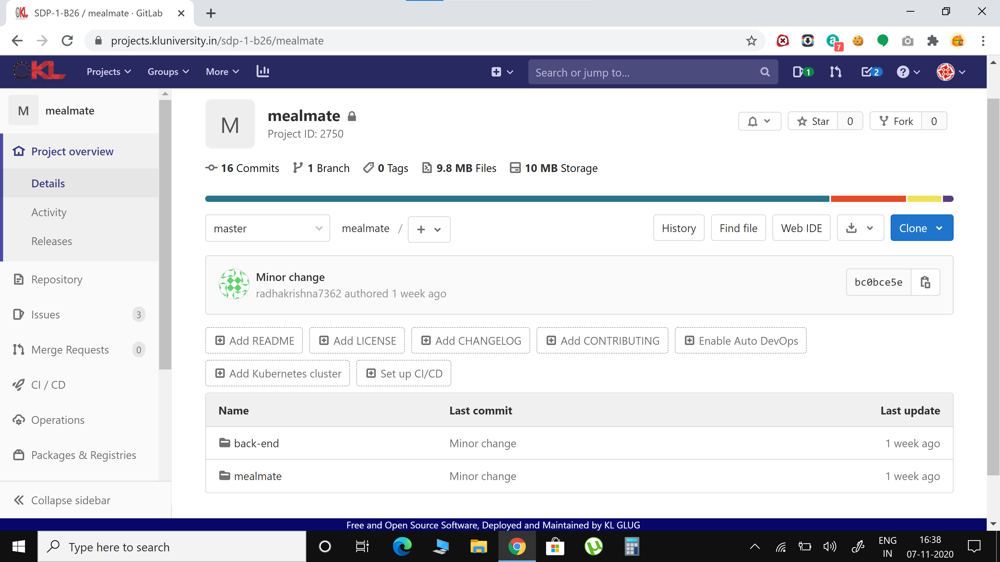 SDP-1-B26 / mealmate · GitLab
projects.kluniversity.in/sdp-1-b26/mealmate
7
KL
UNIVERSITY
Projects
Groups
More
Search or jump to...
1
2
M
mealmate
Project overview
Details
Activity
Releases
Repository
Issues
3
Merge Requests
0
CI / CD
Operations
Packages & Registries
Collapse sidebar
M
mealmate
Project ID: 2750
Star
0
Fork
0
16 Commits
1 Branch
0 Tags
9.8 MB Files
10 MB Storage
master
mealmate /
History
Find file
Web IDE
Clone
Minor change
radhakrishna7362 authored 1 week ago
bc0bce5e
Add README
Add LICENSE
Add CHANGELOG
Add CONTRIBUTING
Enable Auto DevOps
Add Kubernetes cluster
Set up CI/CD
Name
Last commit
Last update
back-end
Minor change
1 week ago
mealmate
Minor change
1 week ago
Free and Open Source Software, Deployed and Maintained by KL GLUG
Type here to search
ENG
IN
16:38
07-11-2020